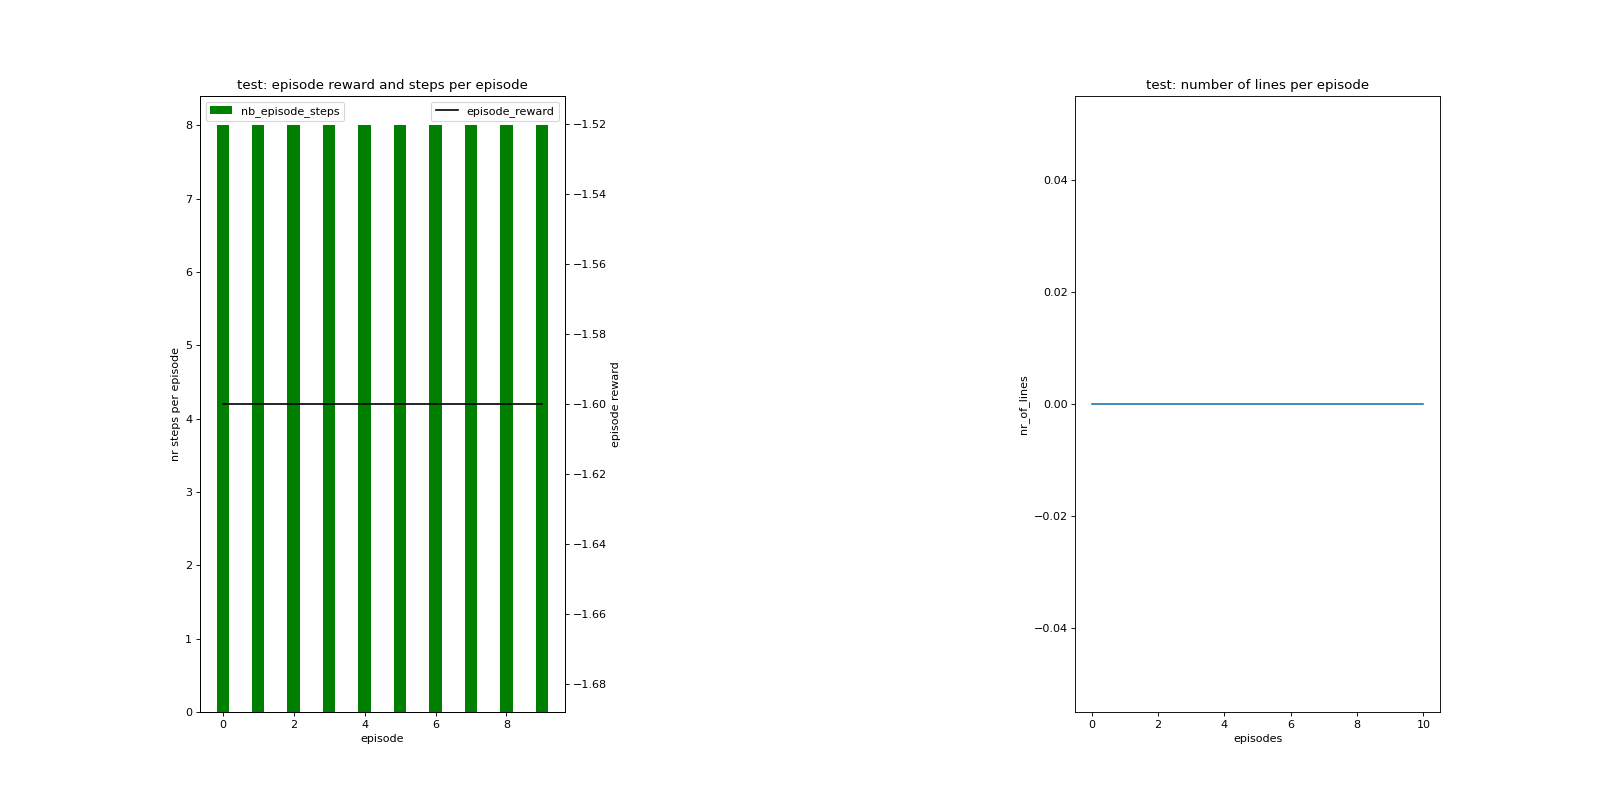 test: episode reward and steps per episode
nb_episode_steps
episode_reward
8
7
6
5
4
3
2
1
0
nr steps per episode
−1.52
−1.54
−1.56
−1.58
−1.60
−1.62
−1.64
−1.66
−1.68
episode reward
0 2 4 6 8
episode
test: number of lines per episode
0.04
0.02
0.00
−0.02
−0.04
nr_of_lines
0 2 4 6 8 10
episodes